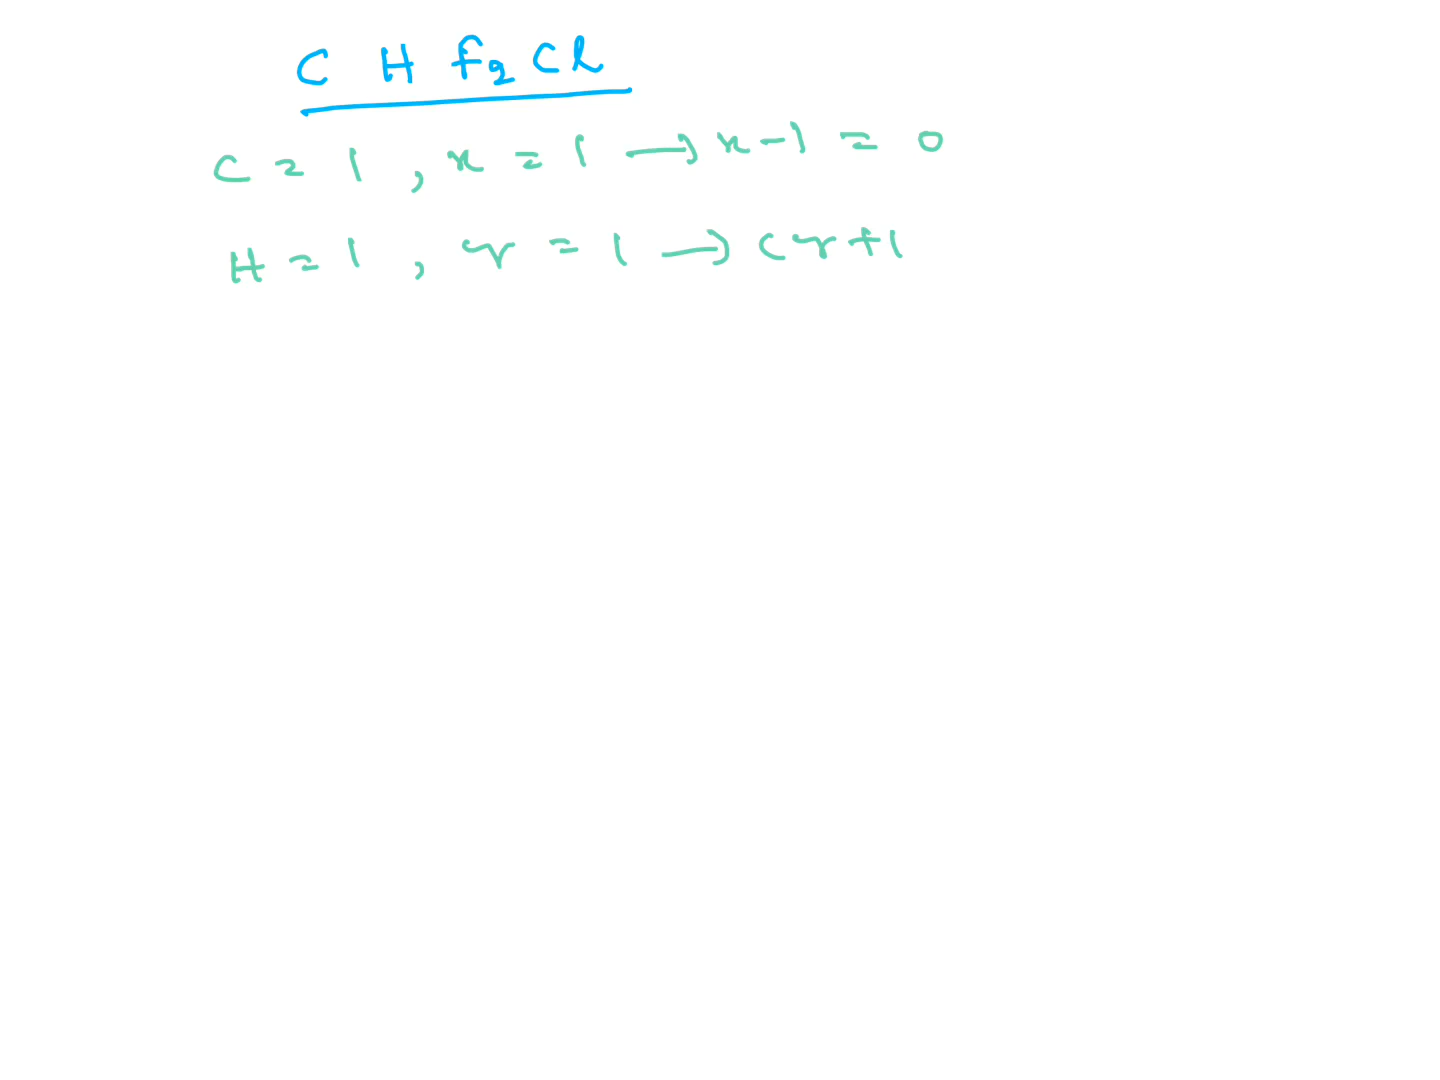 C H F₂ Cl
C = 1 , x = 1 → x - 1 = 0
H = 1 , r = 1 → ( r + 1